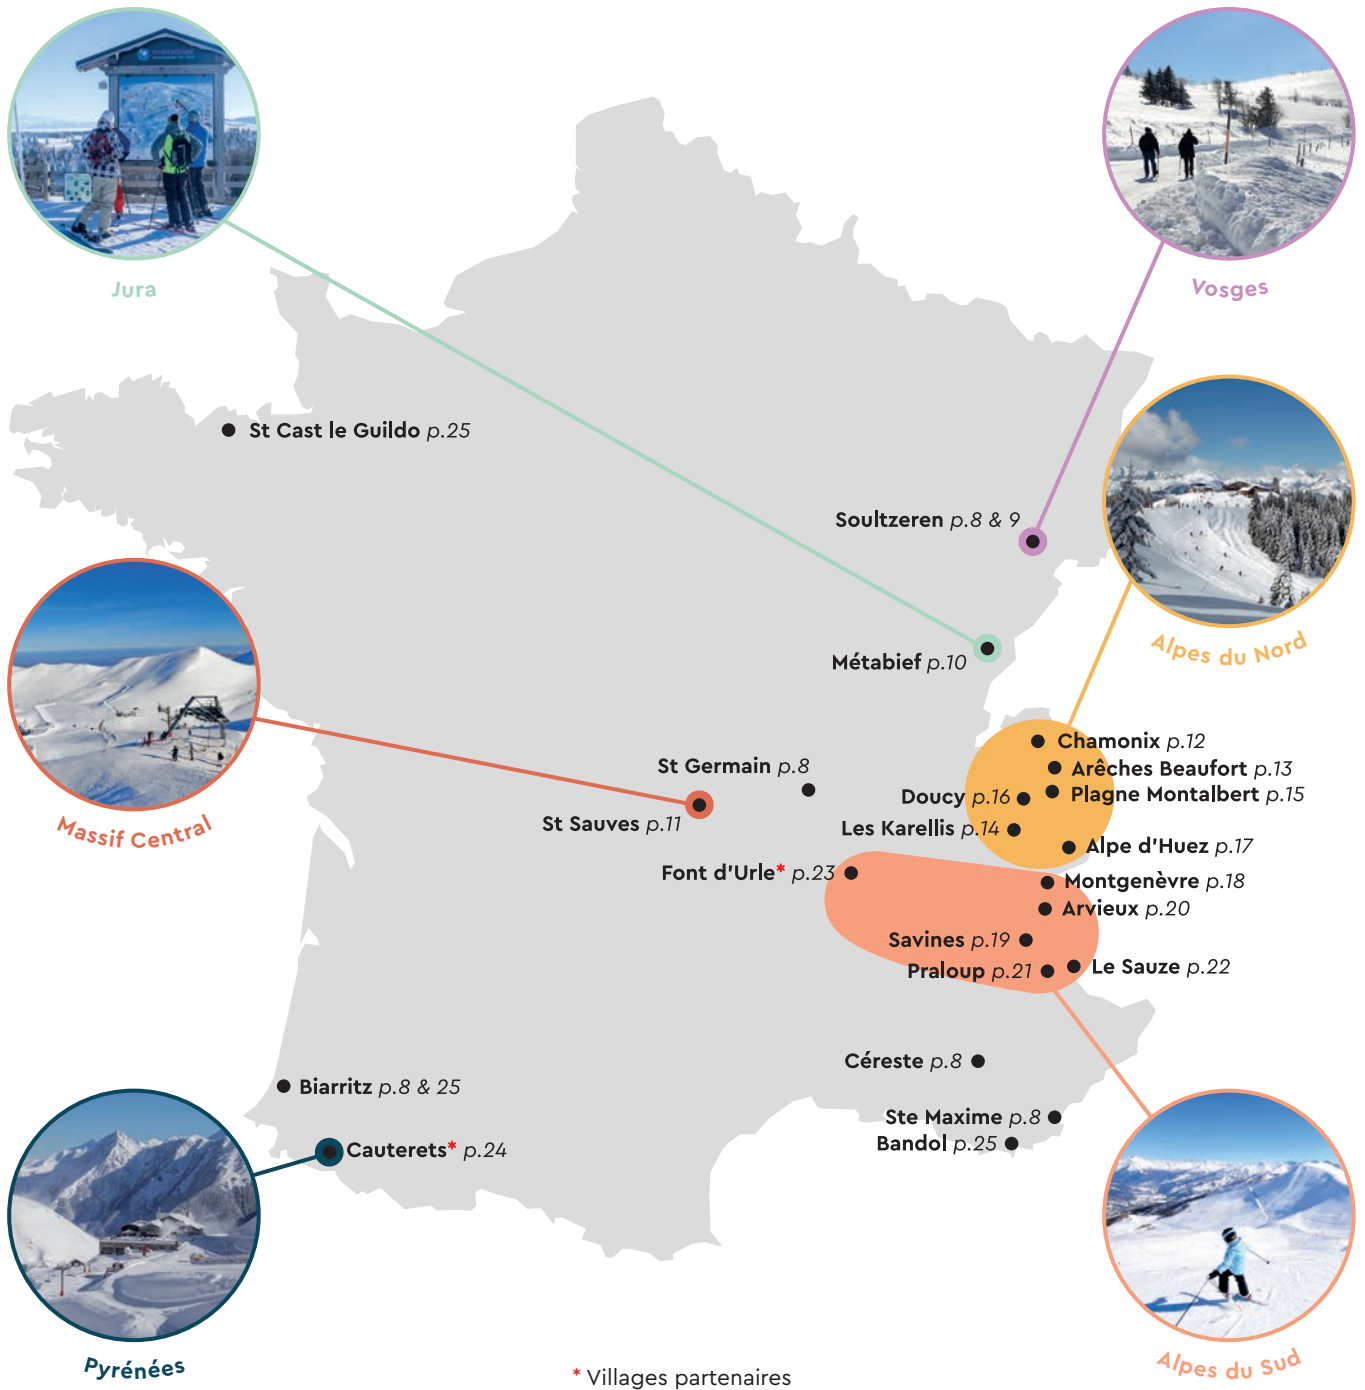 métabief
Jura
Vosges
St Cast le Guildo p.25
Soultzeren p.8 & 9
Alpes du Nord
Métabief p.10
Massif Central
Chamonix p.12
St Germain p.8
Arêches Beaufort p.13
Doucy p.16
Plagne Montalbert p.15
St Sauves p.11
Les Karellis p.14
Alpe d'Huez p.17
Font d'Urle* p.23
Montgenèvre p.18
Arvieux p.20
Savines p.19
Praloup p.21
Le Sauze p.22
Céreste p.8
Biarritz p.8 & 25
Ste Maxime p.8
Bandol p.25
Cauterets* p.24
Pyrénées
Alpes du Sud
* Villages partenaires